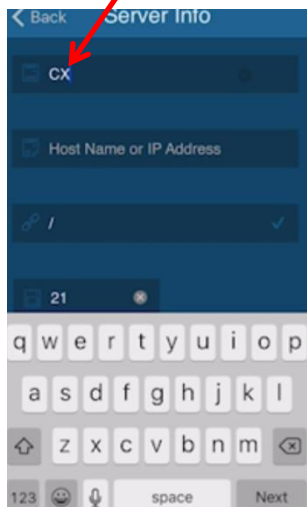 Back Server Info
CX
Host Name or IP Address
/
21
q w e r t y u i o p
a s d f g h j k l
z x c v b n m
123 space Next